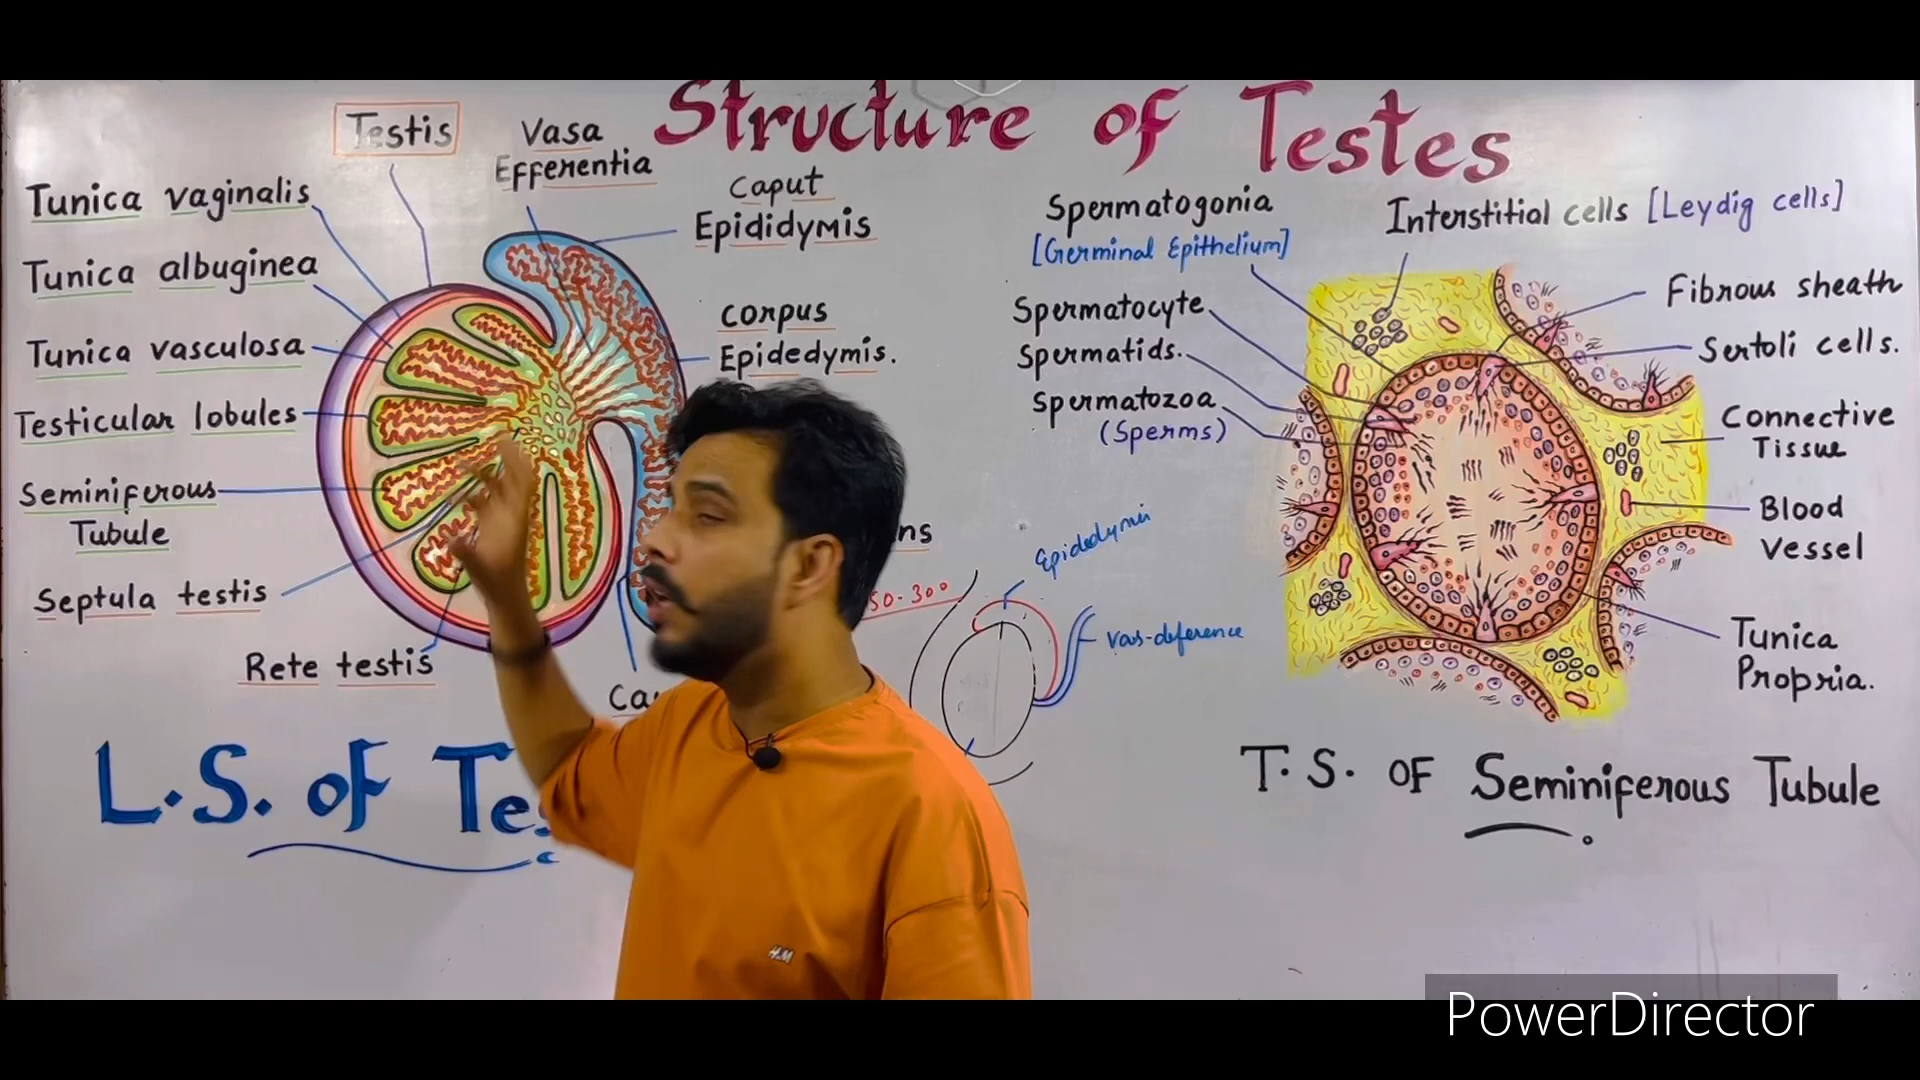 Structure of Testes
Testis
Vasa
Efferentia
Caput
Epididymis
Tunica vaginalis
Tunica albuginea
Tunica vasculosa
Testicular lobules
Seminiferous
Tubule
Septula testis
Rete testis
Corpus
Epidedymis.
50-300
Epidedymis
Vas-deference
L.S. of Tes
Spermatogonia
[Germinal Epithelium]
Spermatocyte
Spermatids.
Spermatozoa
(Sperms)
Interstitial cells [Leydig cells]
Fibrous sheath
Sertoli cells.
Connective
Tissue
Blood
Vessel
Tunica
Propria.
T.S. OF Seminiferous Tubule
H&M
PowerDirector